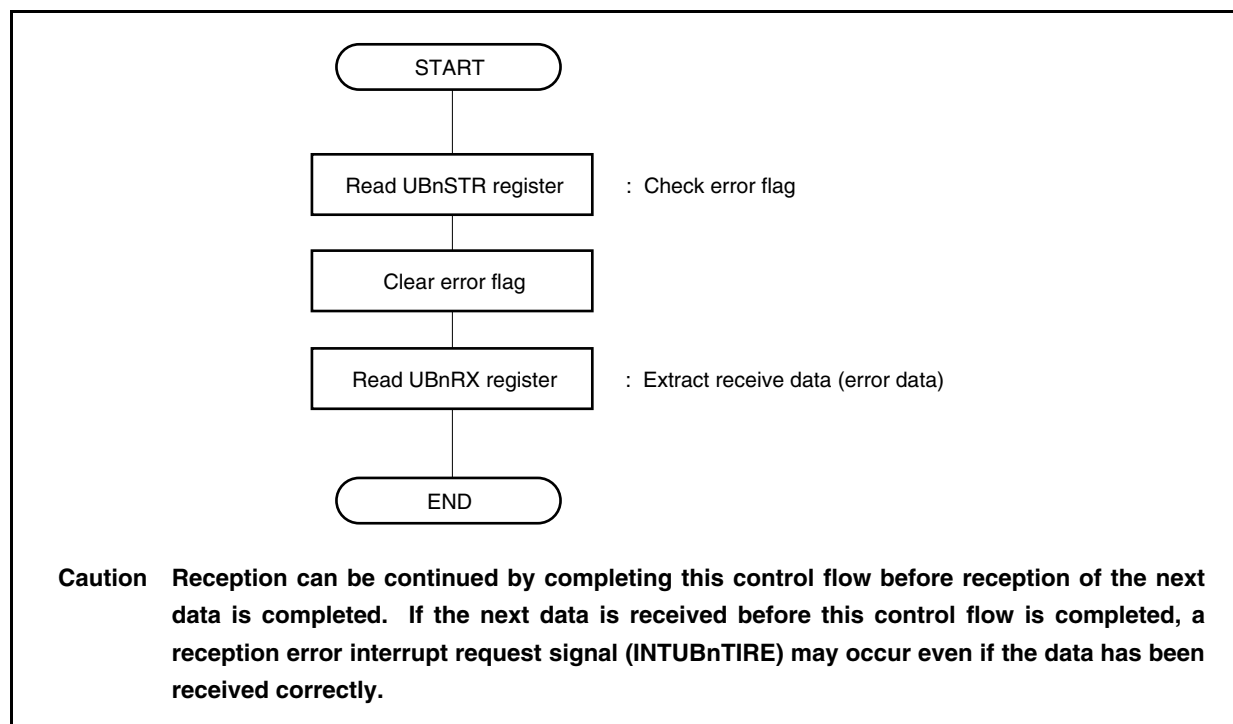 START
Read UBnSTR register : Check error flag
Clear error flag
Read UBnRX register : Extract receive data (error data)
END
Caution Reception can be continued by completing this control flow before reception of the next
data is completed. If the next data is received before this control flow is completed, a
reception error interrupt request signal (INTUBnTIRE) may occur even if the data has been
received correctly.